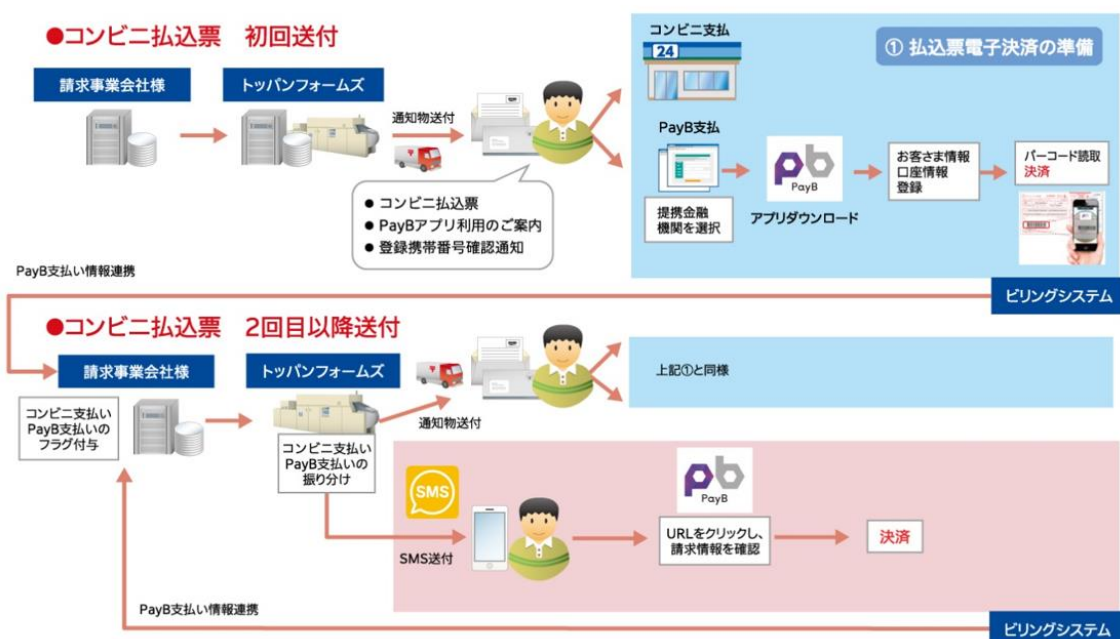 ●コンビニ払込票 初回送付
請求事業会社様
トッパンフォームズ
通知物送付
● コンビニ払込票
● PayBアプリ利用のご案内
● 登録携帯番号確認通知
① 払込票電子決済の準備
コンビニ支払
24
PayB支払
提携金融
機関を選択
pb
PayB
アプリダウンロード
お客さま情報
口座情報
登録
バーコード読取
決済
PayB支払い情報連携
ビリングシステム
●コンビニ払込票 2回目以降送付
請求事業会社様
トッパンフォームズ
コンビニ支払い
PayB支払いの
フラグ付与
コンビニ支払い
PayB支払いの
振り分け
通知物送付
上記①と同様
SMS
SMS送付
pb
PayB
URLをクリックし、
請求情報を確認
決済
PayB支払い情報連携
ビリングシステム